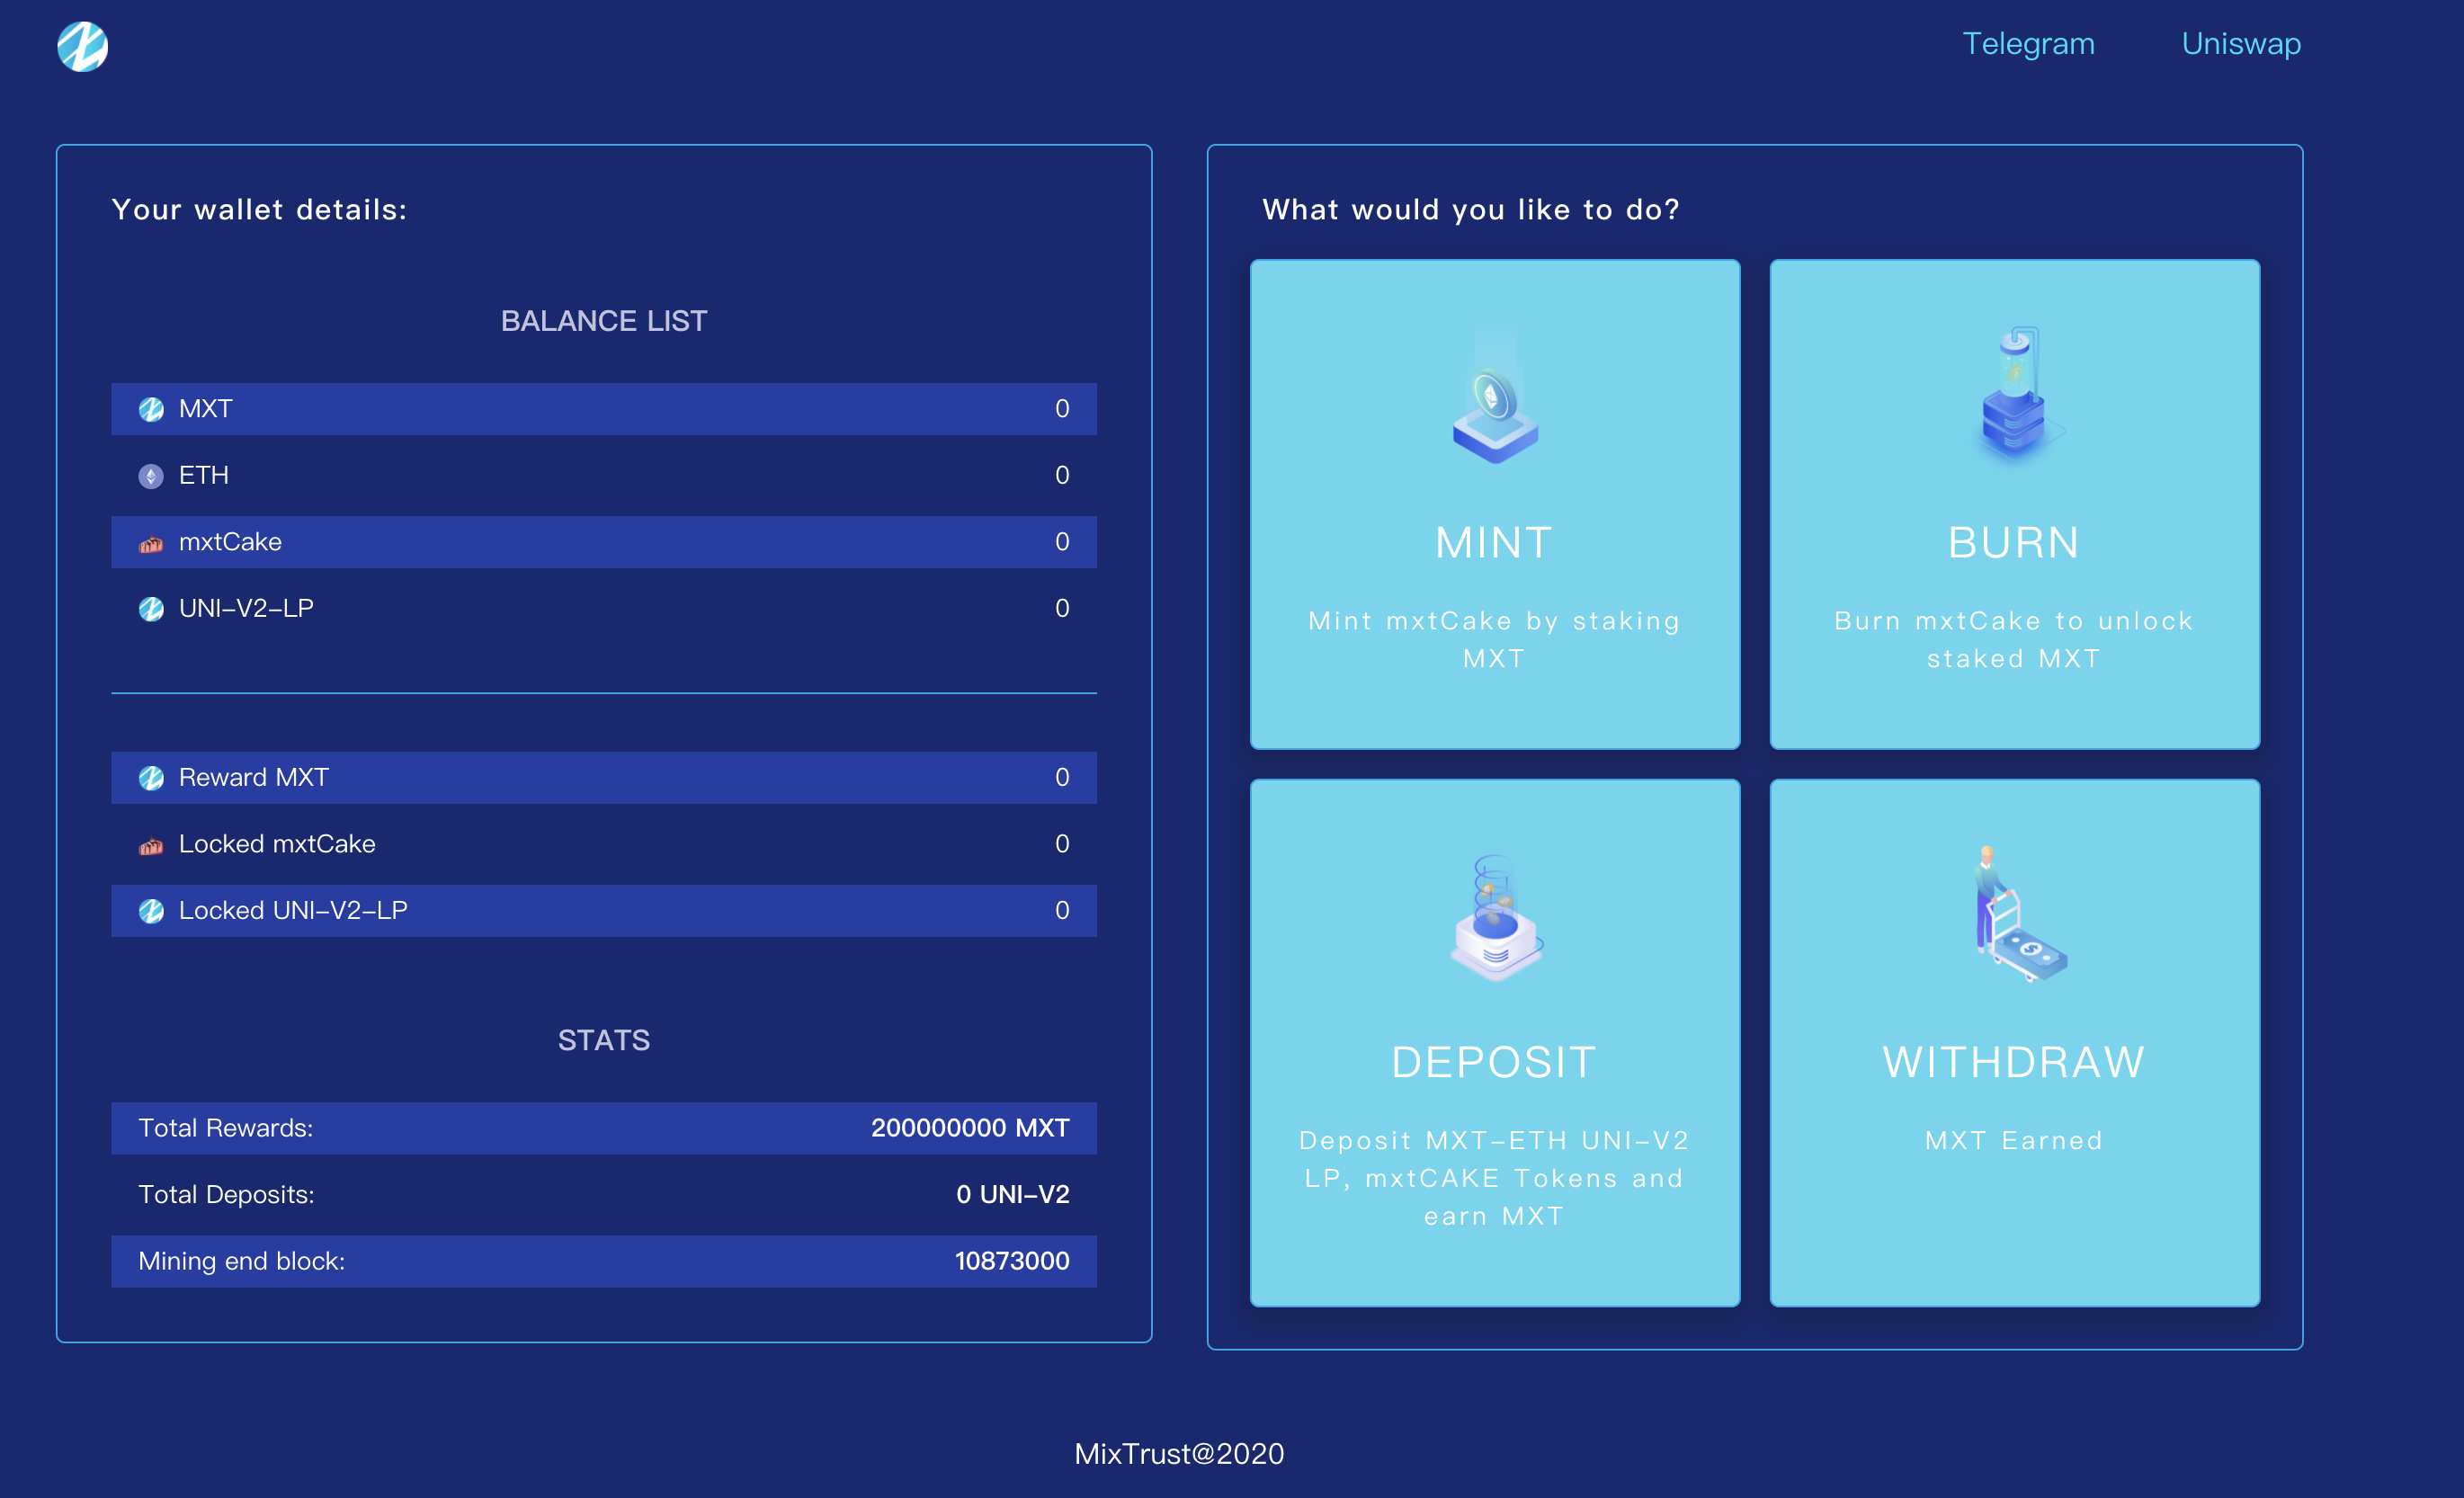 Telegram Uniswap
Your wallet details:
BALANCE LIST
MXT 0
ETH 0
mxtCake 0
UNI-V2-LP 0
Reward MXT 0
Locked mxtCake 0
Locked UNI-V2-LP 0
STATS
Total Rewards: 200000000 MXT
Total Deposits: 0 UNI-V2
Mining end block: 10873000
What would you like to do?
MINT
Mint mxtCake by staking
MXT
BURN
Burn mxtCake to unlock
staked MXT
DEPOSIT
Deposit MXT-ETH UNI-V2
LP, mxtCAKE Tokens and
earn MXT
WITHDRAW
MXT Earned
MixTrust@2020